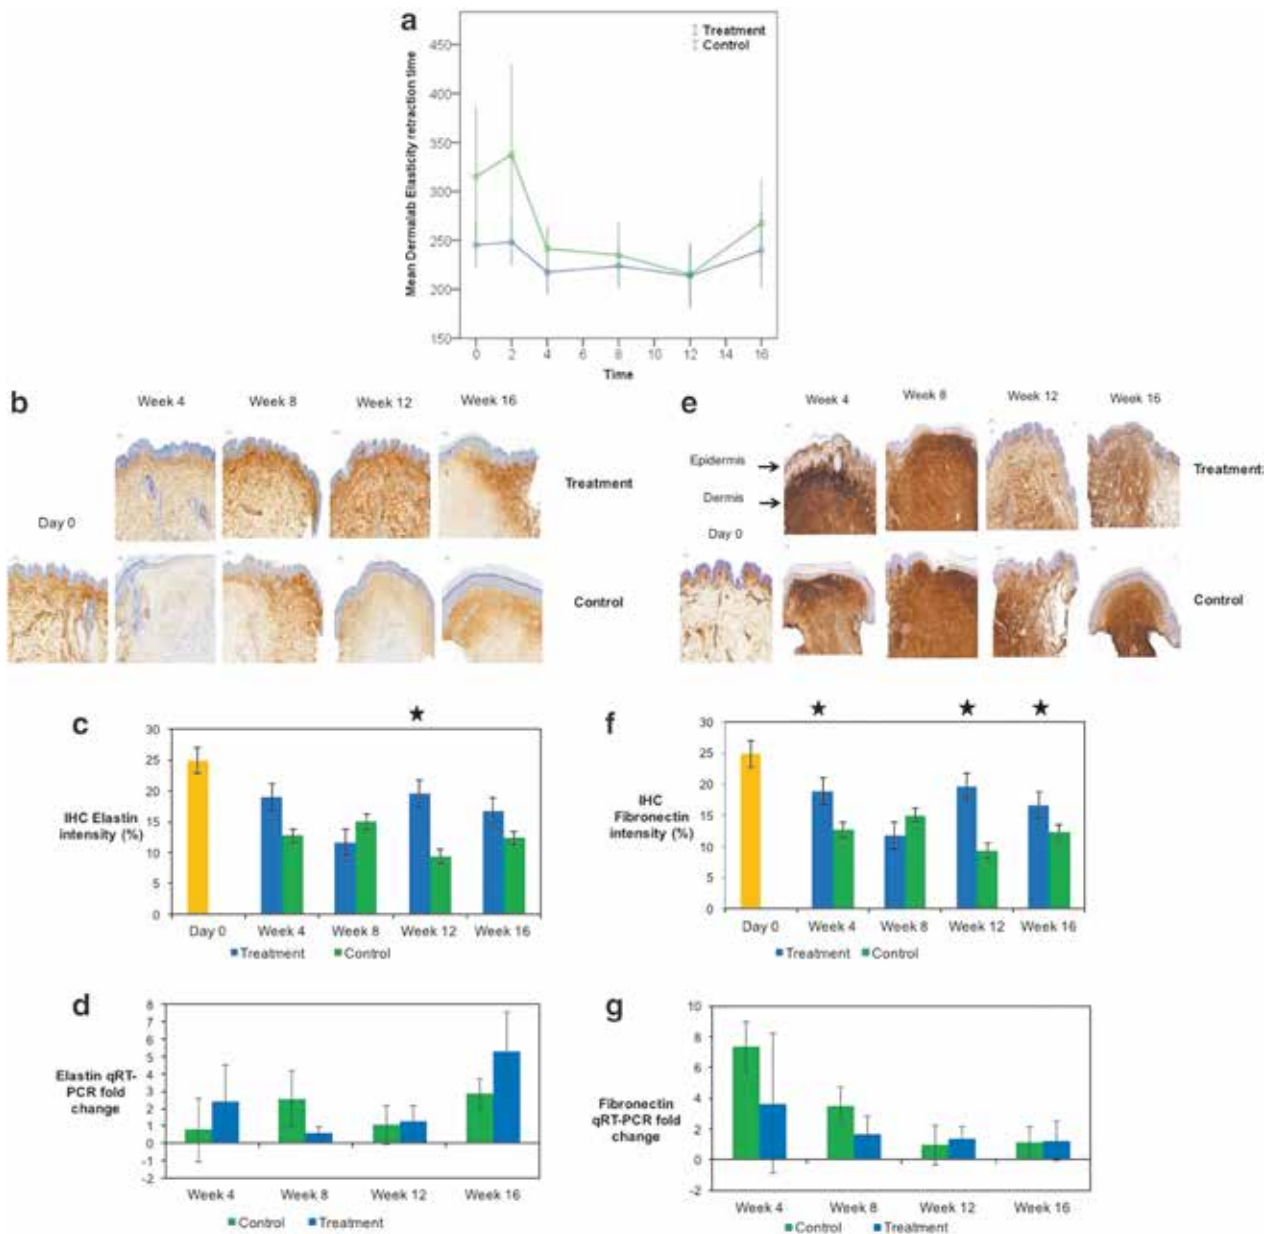 a
Treatment
Control
Mean Dermalab Elasticity retraction time
450
400
350
300
250
200
150
0 2 4 6 8 10 12 14 16
Time
b
Week 4 Week 8 Week 12 Week 16
Treatment
Day 0
Control
e
Week 4 Week 8 Week 12 Week 16
Epidermis
Treatment
Dermis
Day 0
Control
c
30
25
20
15
10
5
0
IHC Elastin
intensity (%)
Day 0 Week 4 Week 8 Week 12 Week 16
Treatment Control
f
30
25
20
15
10
5
0
IHC
Fibronectin
intensity (%)
Day 0 Week 4 Week 8 Week 12 Week 16
Treatment Control
d
8
7
6
5
4
3
2
1
0
-1
-2
Elastin qRT-
PCR fold
change
Week 4 Week 8 Week 12 Week 16
Control Treatment
g
10
8
6
4
2
0
-2
Fibronectin
qRT-PCR fold
change
Week 4 Week 8 Week 12 Week 16
Control Treatment